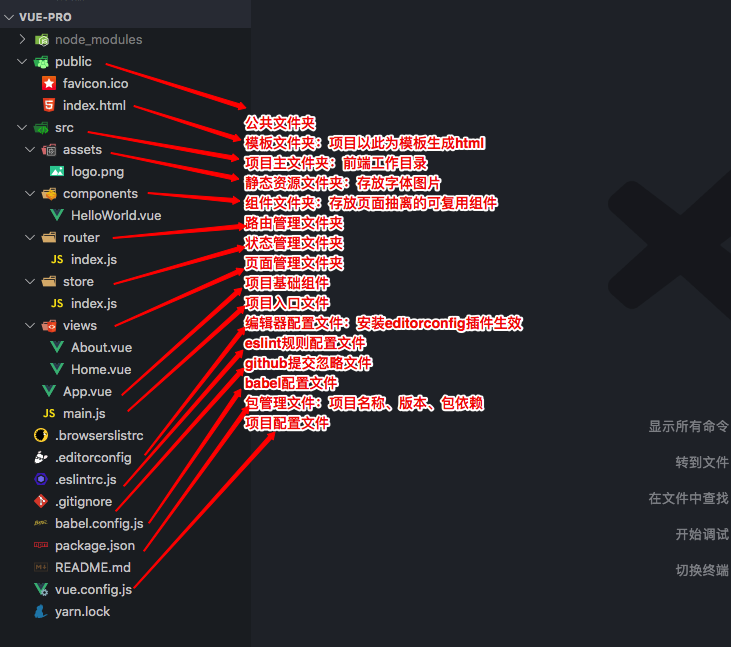 VUE-PRO
node_modules
public
favicon.ico
index.html
src
assets
logo.png
components
HelloWorld.vue
router
JS index.js
store
JS index.js
views
About.vue
Home.vue
App.vue
JS main.js
.browserslistrc
.editorconfig
.eslintrc.js
.gitignore
babel.config.js
package.json
README.md
vue.config.js
yarn.lock
公共文件夹
模板文件夹：项目以此为模板生成html
项目主文件夹：前端工作目录
静态资源文件夹：存放字体图片
组件文件夹：存放页面抽离的可复用组件
路由管理文件夹
状态管理文件夹
页面管理文件夹
项目基础组件
项目入口文件
编辑器配置文件：安装editorconfig插件生效
eslint规则配置文件
github提交忽略文件
babel配置文件
包管理文件：项目名称、版本、包依赖
项目配置文件
显示所有命令
转到文件
在文件中查找
开始调试
切换终端